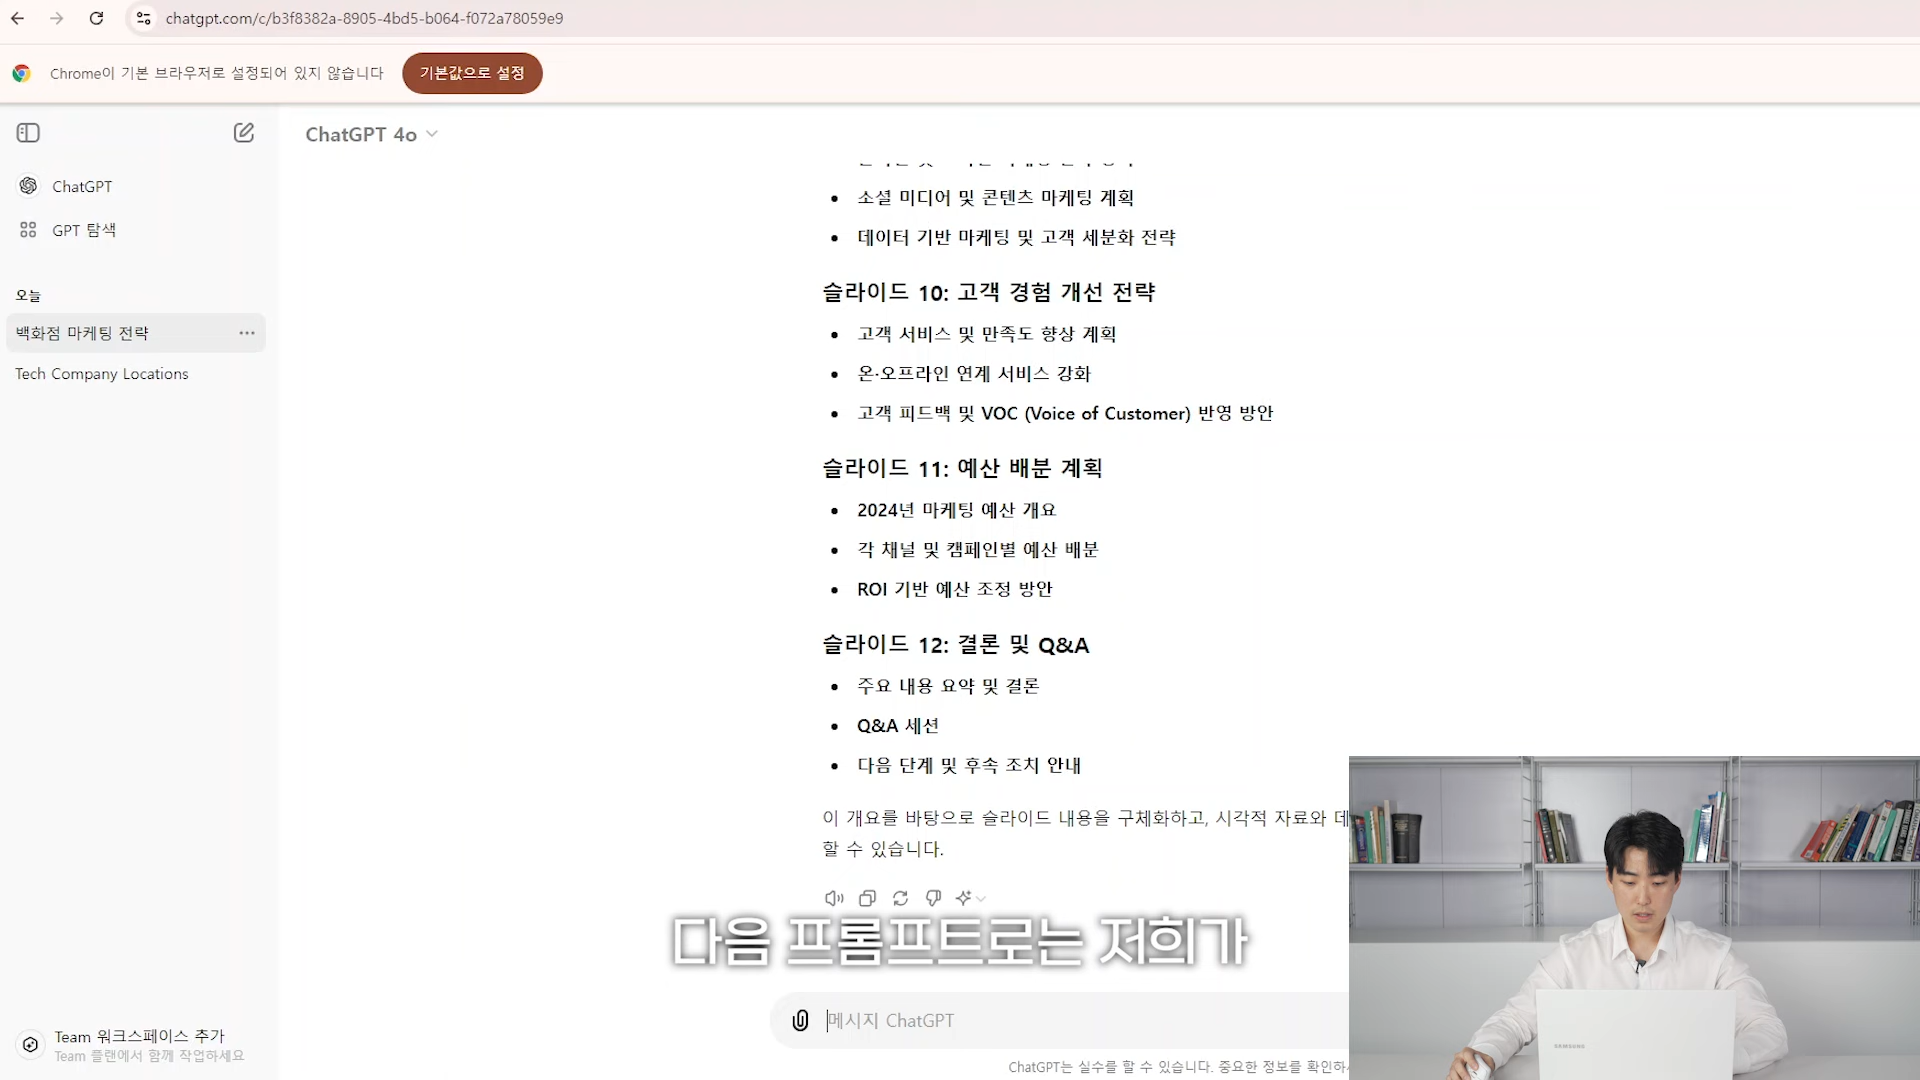 chatgpt.com/c/b3f8382a-8905-4bd5-b064-f072a78059e9
Chrome이 기본 브라우저로 설정되어 있지 않습니다
기본값으로 설정
ChatGPT 4o
ChatGPT
GPT 탐색
오늘
백화점 마케팅 전략
Tech Company Locations
소셜 미디어 및 콘텐츠 마케팅 계획
데이터 기반 마케팅 및 고객 세분화 전략
슬라이드 10: 고객 경험 개선 전략
고객 서비스 및 만족도 향상 계획
온·오프라인 연계 서비스 강화
고객 피드백 및 VOC (Voice of Customer) 반영 방안
슬라이드 11: 예산 배분 계획
2024년 마케팅 예산 개요
각 채널 및 캠페인별 예산 배분
ROI 기반 예산 조정 방안
슬라이드 12: 결론 및 Q&A
주요 내용 요약 및 결론
Q&A 세션
다음 단계 및 후속 조치 안내
이 개요를 바탕으로 슬라이드 내용을 구체화하고, 시각적 자료와 데
할 수 있습니다.
다음 프롬프트로는 저희가
메시지 ChatGPT
ChatGPT는 실수를 할 수 있습니다. 중요한 정보를 확인하
Team 워크스페이스 추가
Team 플랜에서 함께 작업하세요
SAMSUNG